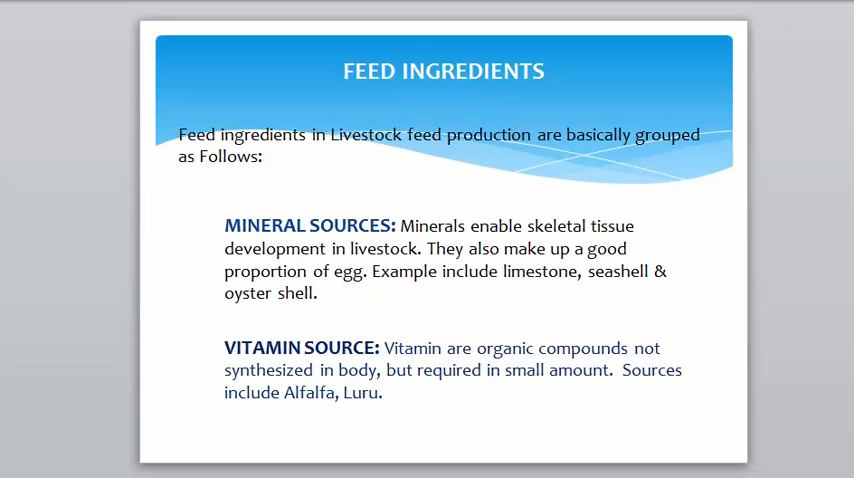 FEED INGREDIENTS
Feed ingredients in Livestock feed production are basically grouped
as Follows:
MINERAL SOURCES: Minerals enable skeletal tissue
development in livestock. They also make up a good
proportion of egg. Example include limestone, seashell &
oyster shell.
VITAMIN SOURCE: Vitamin are organic compounds not
synthesized in body, but required in small amount. Sources
include Alfalfa, Luru.